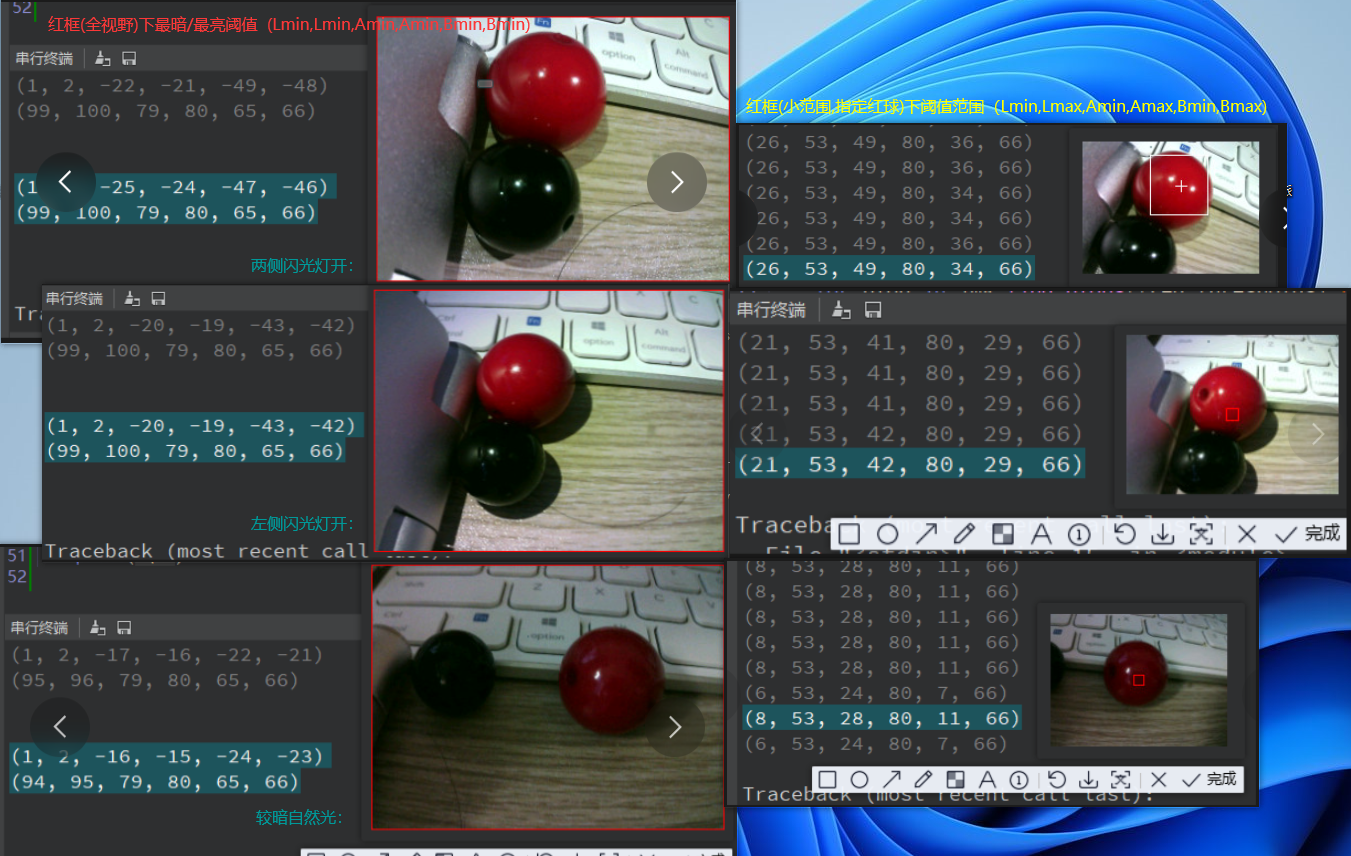 52
红框(全视野)下最暗/最亮阈值 (Lmin,Lmin,Amin,Amin,Bmin,Bmin)
串行终端
(1, 2, -22, -21, -49, -48)
(99, 100, 79, 80, 65, 66)
(1 -25, -24, -47, -46)
(99, 100, 79, 80, 65, 66)
两侧闪光灯开:
Fn
option
Alt
command
红框(小范围,指定红球)下阈值范围 (Lmin,Lmax,Amin,Amax,Bmin,Bmax)
(26, 53, 49, 80, 36, 66)
(26, 53, 49, 80, 36, 66)
(26, 53, 49, 80, 34, 66)
(26, 53, 49, 80, 34, 66)
(26, 53, 49, 80, 36, 66)
(26, 53, 49, 80, 34, 66)
串行终端
(1, 2, -20, -19, -43, -42)
(99, 100, 79, 80, 65, 66)
(1, 2, -20, -19, -43, -42)
(99, 100, 79, 80, 65, 66)
左侧闪光灯开:
Traceback (most recent call last):
Ctrl
Fn
option
Alt
command
串行终端
(21, 53, 41, 80, 29, 66)
(21, 53, 41, 80, 29, 66)
(21, 53, 41, 80, 29, 66)
(21, 53, 42, 80, 29, 66)
(21, 53, 42, 80, 29, 66)
完成
51
52
串行终端
(1, 2, -17, -16, -22, -21)
(95, 96, 79, 80, 65, 66)
(1, 2, -16, -15, -24, -23)
(94, 95, 79, 80, 65, 66)
较暗自然光:
shift
Z
X
C
V
Ctrl
Fn
option
(8, 53, 28, 80, 11, 66)
(8, 53, 28, 80, 11, 66)
(8, 53, 28, 80, 11, 66)
(8, 53, 28, 80, 11, 66)
(8, 53, 28, 80, 11, 66)
(6, 53, 24, 80, 7, 66)
(8, 53, 28, 80, 11, 66)
(6, 53, 24, 80, 7, 66)
完成
Traceback (most recent call last):